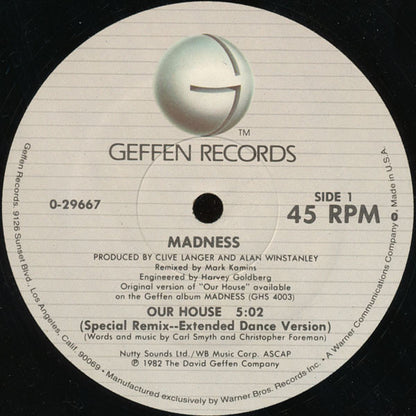 TM
GEFFEN RECORDS
0-29667
SIDE 1
45 RPM
MADNESS
PRODUCED BY CLIVE LANGER AND ALAN WINSTANLEY
Remixed by Mark Kamins
Engineered by Harvey Goldberg
Original version of "Our House" available
on the Geffen album MADNESS (GHS 4003)
OUR HOUSE 5:02
(Special Remix--Extended Dance Version)
(Words and music by Carl Smyth and Christopher Foreman)
Nutty Sounds Ltd./WB Music Corp. ASCAP
℗ 1982 The David Geffen Company
Geffen Records, 9126 Sunset Blvd., Los Angeles, Calif. 90069 • Manufactured exclusively by Warner Bros. Records Inc. • A Warner Communications Company • Made in U.S.A.